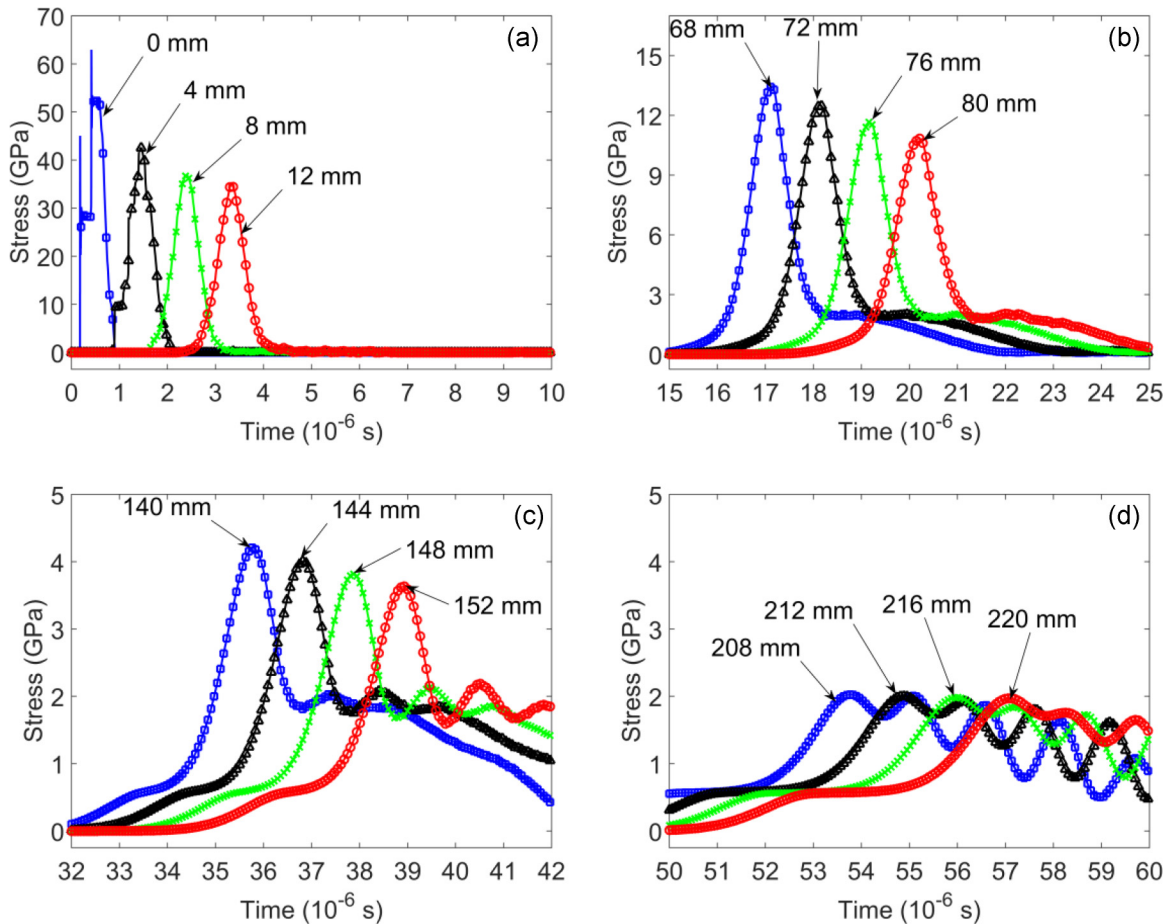 (a)
0 mm
4 mm
8 mm
12 mm
70
60
50
40
30
20
10
0
Stress (GPa)
0 1 2 3 4 5 6 7 8 9 10
Time (10⁻⁶ s)
(b)
68 mm
72 mm
76 mm
80 mm
15
12
9
6
3
0
Stress (GPa)
15 16 17 18 19 20 21 22 23 24 25
Time (10⁻⁶ s)
(c)
140 mm
144 mm
148 mm
152 mm
5
4
3
2
1
0
Stress (GPa)
32 33 34 35 36 37 38 39 40 41 42
Time (10⁻⁶ s)
(d)
208 mm
212 mm
216 mm
220 mm
5
4
3
2
1
0
Stress (GPa)
50 51 52 53 54 55 56 57 58 59 60
Time (10⁻⁶ s)